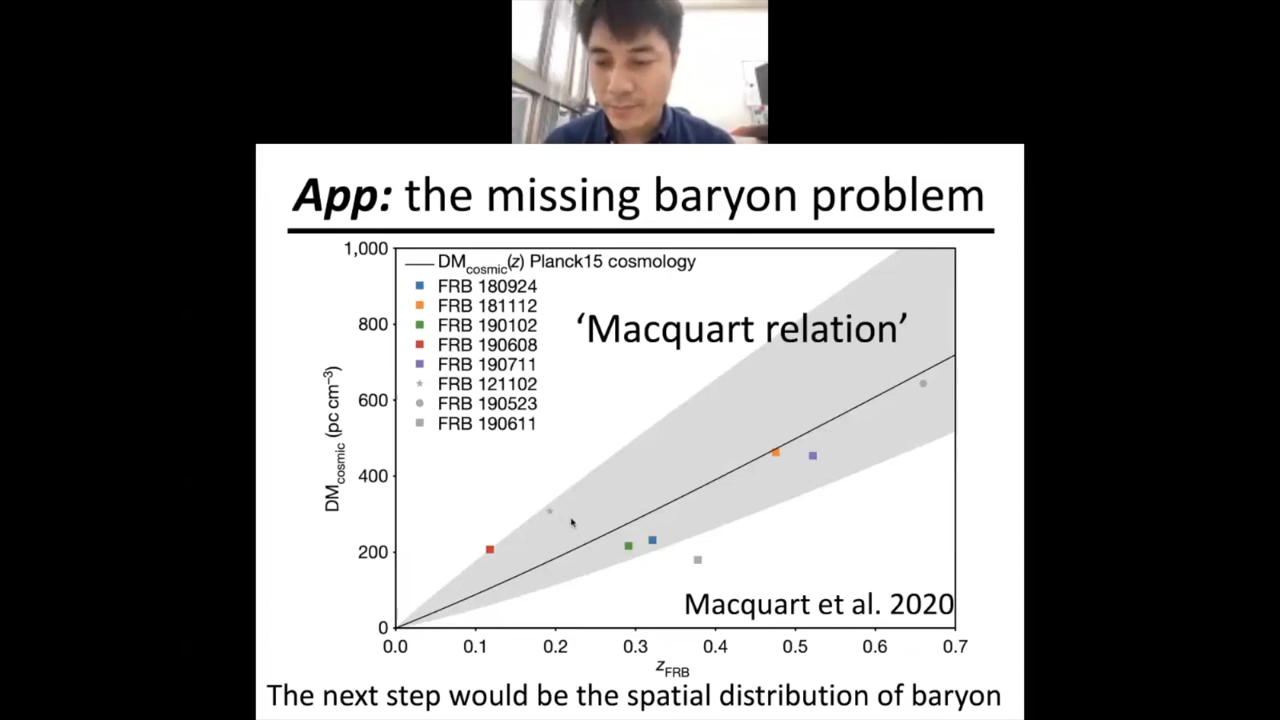 App: the missing baryon problem
1,000
DMcosmic(z) Planck15 cosmology
FRB 180924
FRB 181112
FRB 190102
FRB 190608
FRB 190711
FRB 121102
FRB 190523
FRB 190611
'Macquart relation'
800
600
400
200
0
DMcosmic (pc cm–3)
Macquart et al. 2020
0.0 0.1 0.2 0.3 0.4 0.5 0.6 0.7
zFRB
The next step would be the spatial distribution of baryon